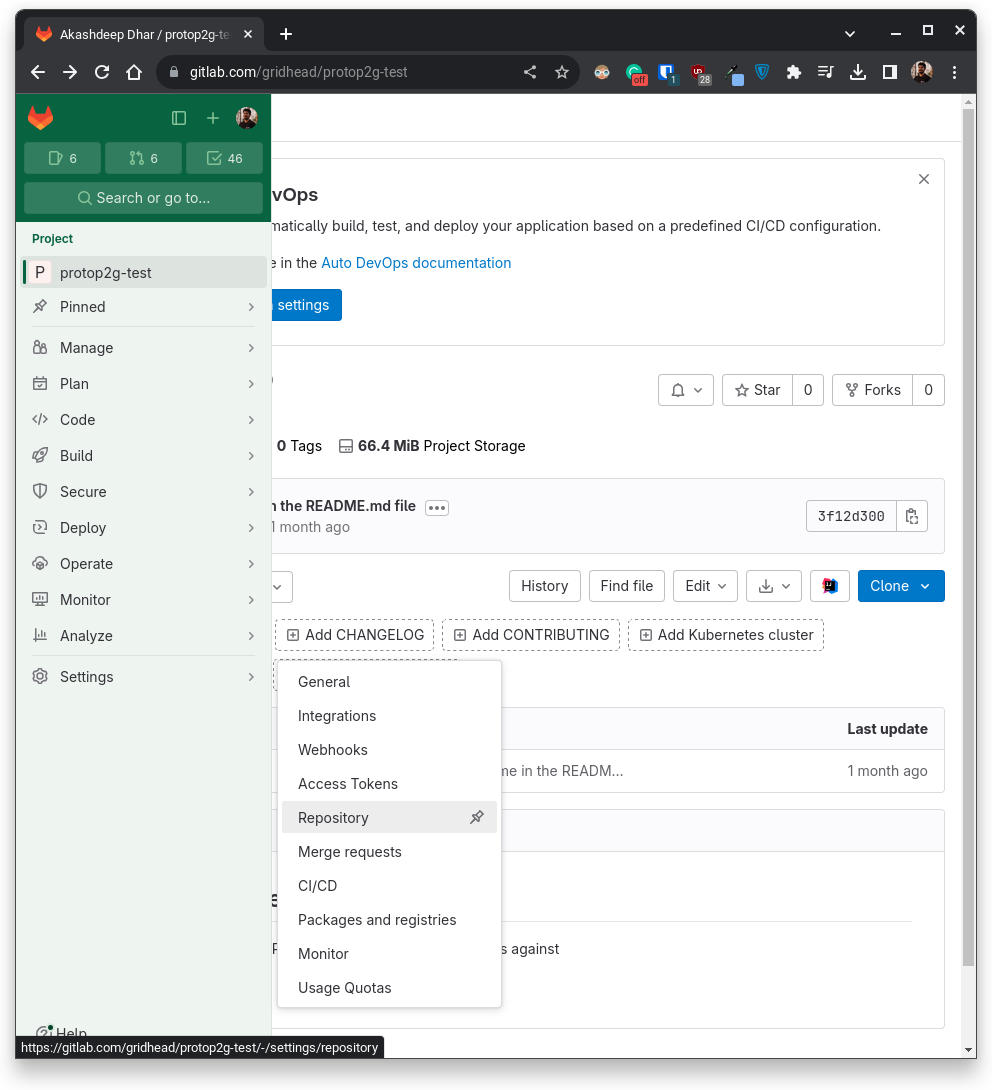 Akashdeep Dhar / protop2g-te
gitlab.com/gridhead/protop2g-test
off
1
28
6
6
46
Search or go to...
Project
P protop2g-test
Pinned
Manage
Plan
Code
Build
Secure
Deploy
Operate
Monitor
Analyze
Settings
Help
vOps
matically build, test, and deploy your application based on a predefined CI/CD configuration.
e in the Auto DevOps documentation
settings
Star 0
Forks 0
0 Tags 66.4 MiB Project Storage
n the README.md file
1 month ago
3f12d300
History
Find file
Edit
Clone
Add CHANGELOG
Add CONTRIBUTING
Add Kubernetes cluster
Last update
me in the READM...
1 month ago
s against
General
Integrations
Webhooks
Access Tokens
Repository
Merge requests
CI/CD
Packages and registries
Monitor
Usage Quotas
https://gitlab.com/gridhead/protop2g-test/-/settings/repository